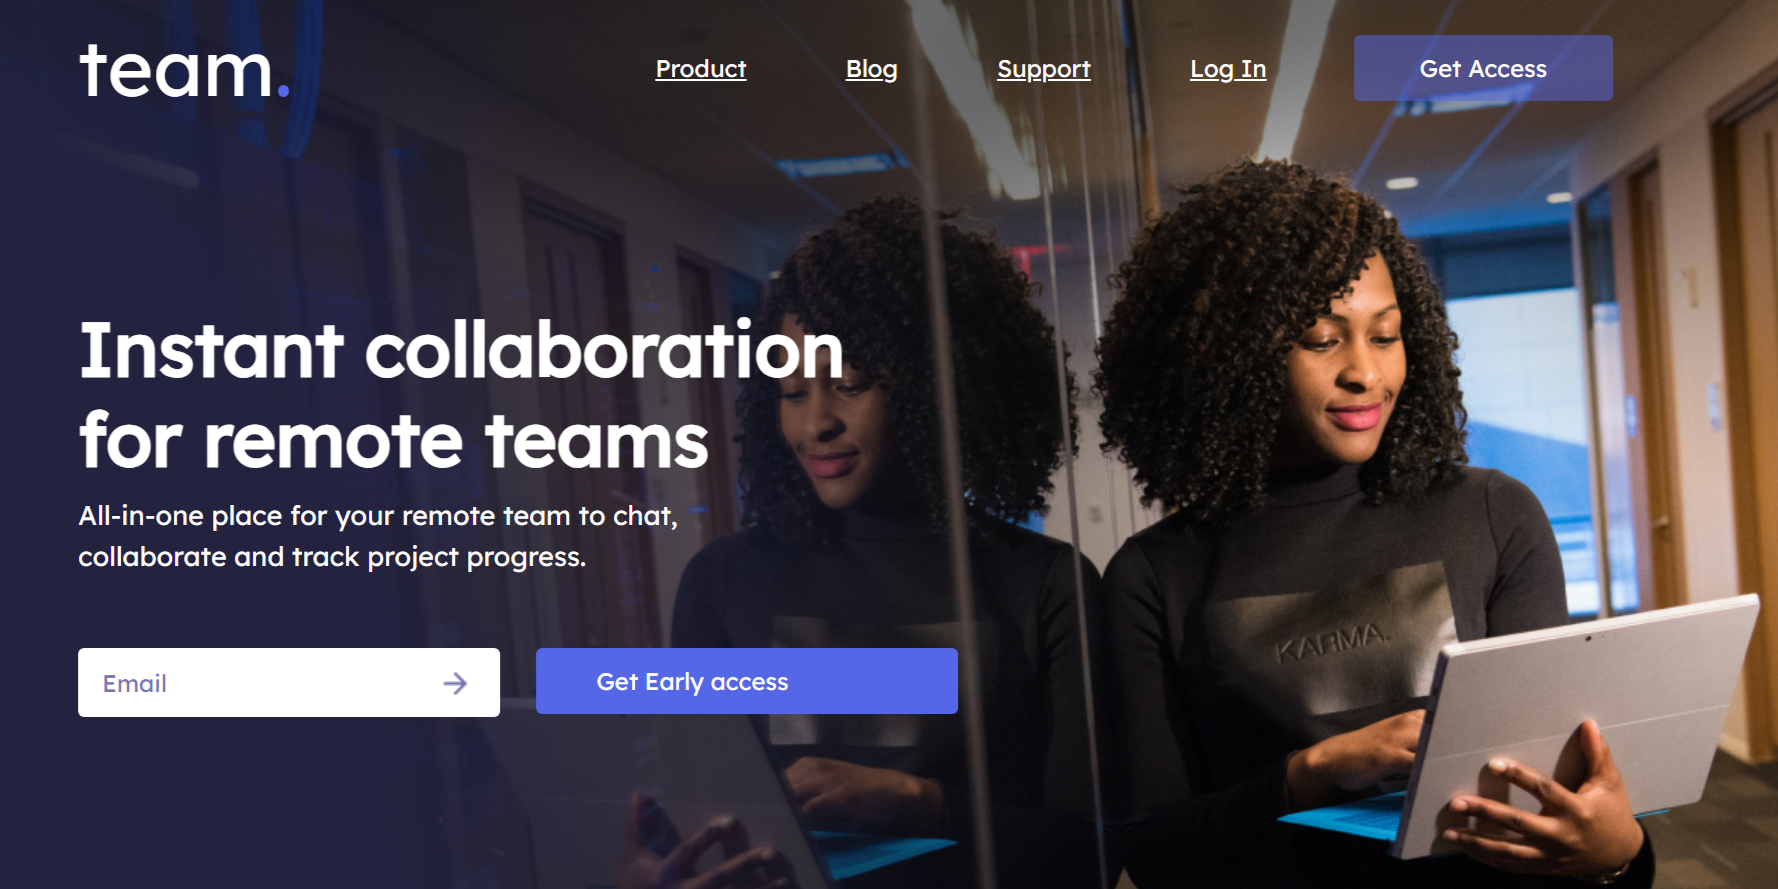 team.
Product Blog Support Log In Get Access
Instant collaboration
for remote teams
All-in-one place for your remote team to chat,
collaborate and track project progress.
Email Get Early access
KARMA.